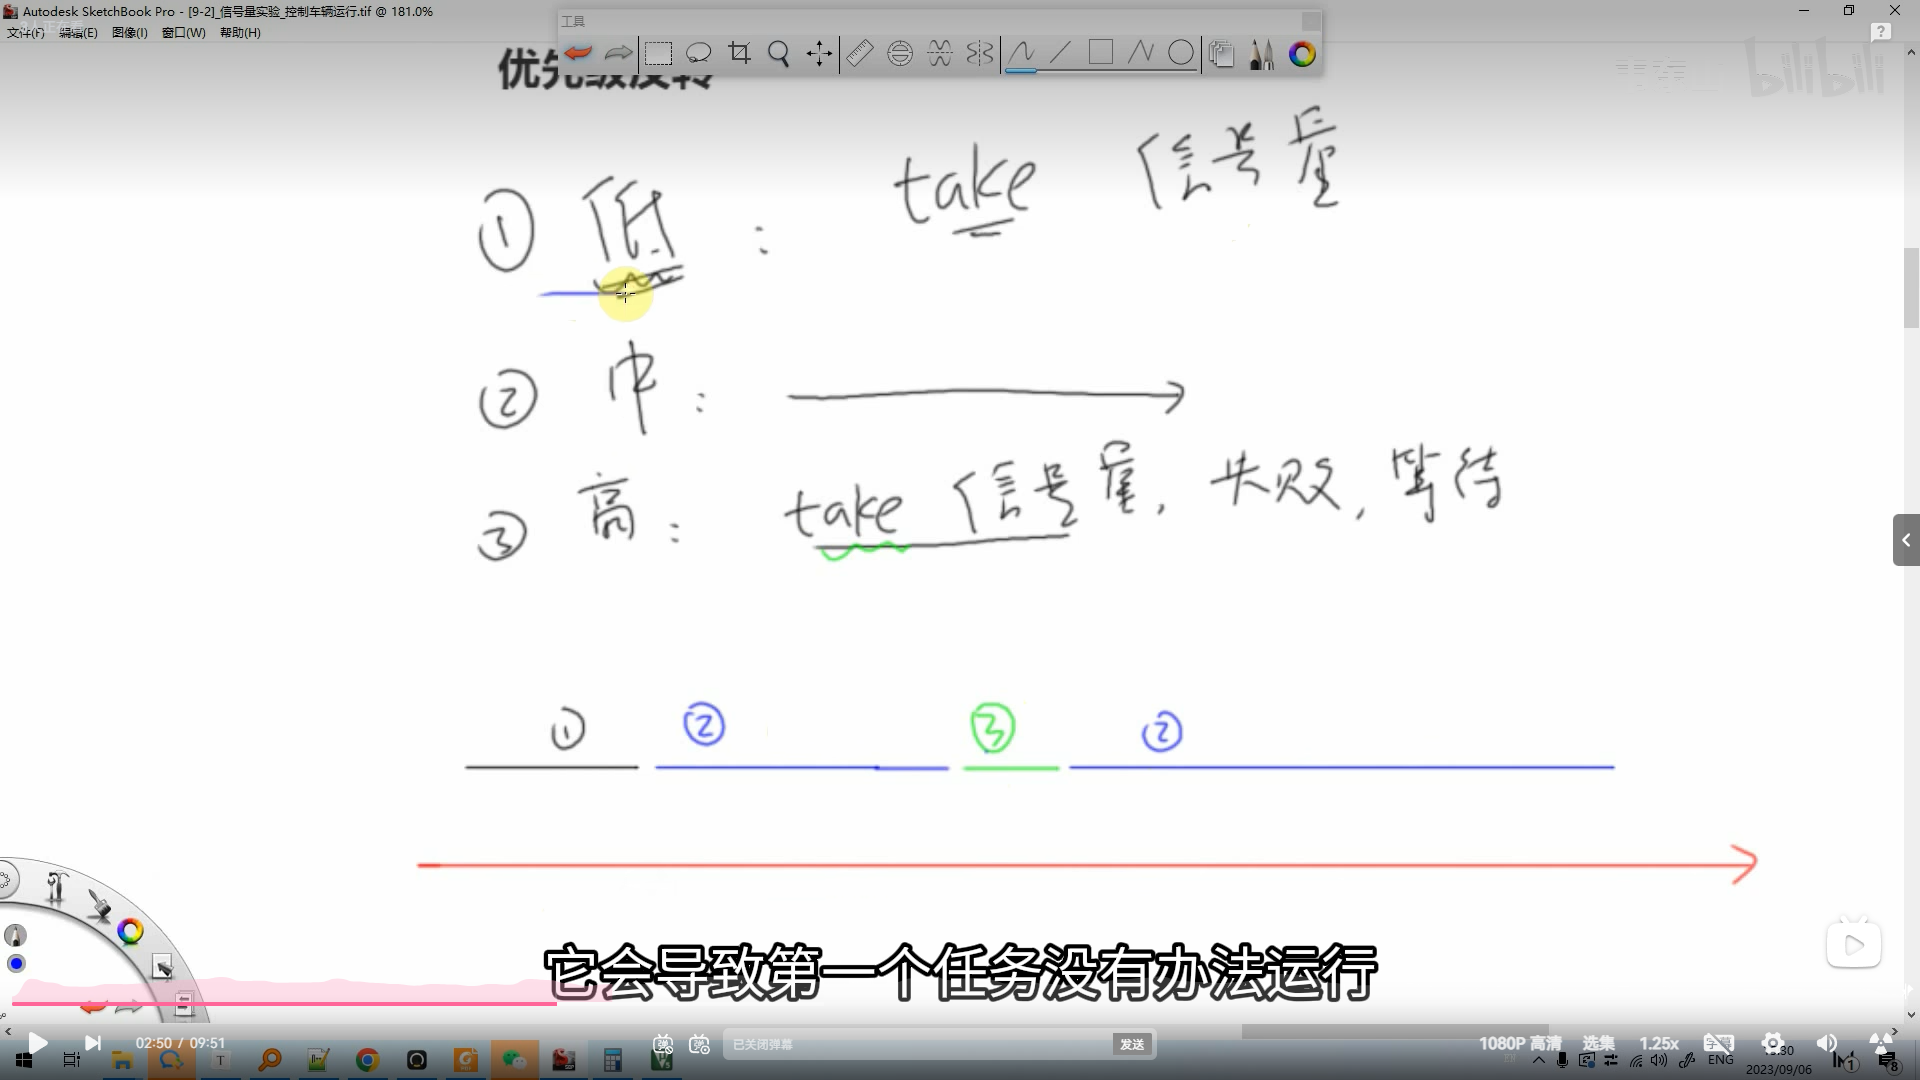 Autodesk SketchBook Pro - [9-2]_信号量实验_控制车辆运行.tif @ 181.0%
文件(F) 编辑(E) 图像(I) 窗口(W) 帮助(H)
工具
bilibili
优先级反转
① 低 : take 信号量
② 中 :
③ 高 : take 信号量, 失败, 等待
① ② ③ ②
它会导致第一个任务没有办法运行
02:50 / 09:51
已关闭弹幕
发送
1080P 高清 选集 1.25x
ENG
2023/09/06